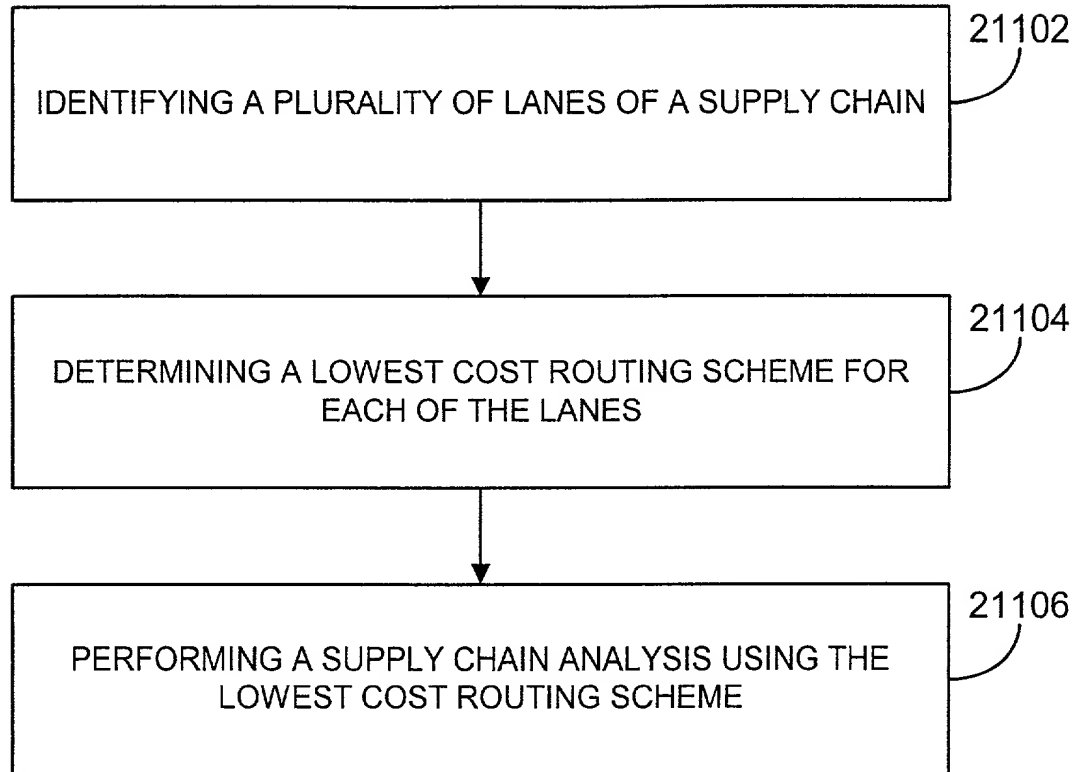 21102
IDENTIFYING A PLURALITY OF LANES OF A SUPPLY CHAIN
21104
DETERMINING A LOWEST COST ROUTING SCHEME FOR
EACH OF THE LANES
21106
PERFORMING A SUPPLY CHAIN ANALYSIS USING THE
LOWEST COST ROUTING SCHEME